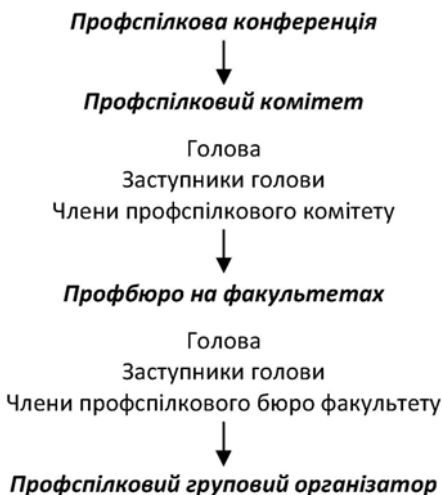 Профспілкова конференція
Профспілковий комітет
Голова
Заступники голови
Члени профспілкового комітету
Профбюро на факультетах
Голова
Заступники голови
Члени профспілкового бюро факультету
Профспілковий груповий організатор